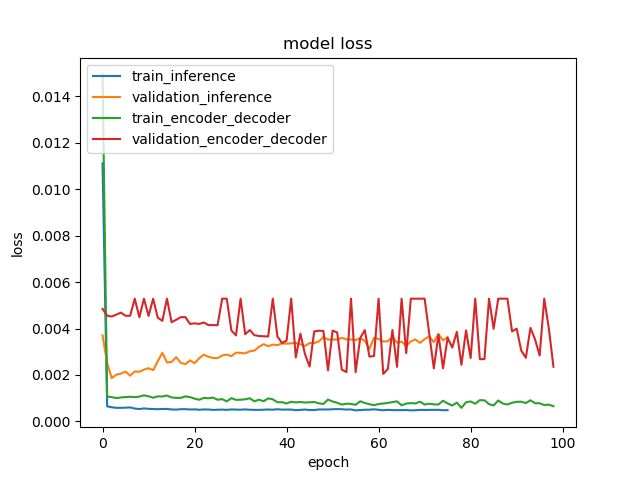 model loss
train_inference
validation_inference
train_encoder_decoder
validation_encoder_decoder
loss
0.014
0.012
0.010
0.008
0.006
0.004
0.002
0.000
0 20 40 60 80 100
epoch